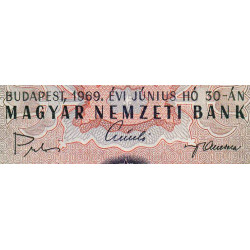 BUDAPEST, 1969. ÉVI JÚNIUS HÓ 30-ÁN
MAGYAR NEMZETI BANK